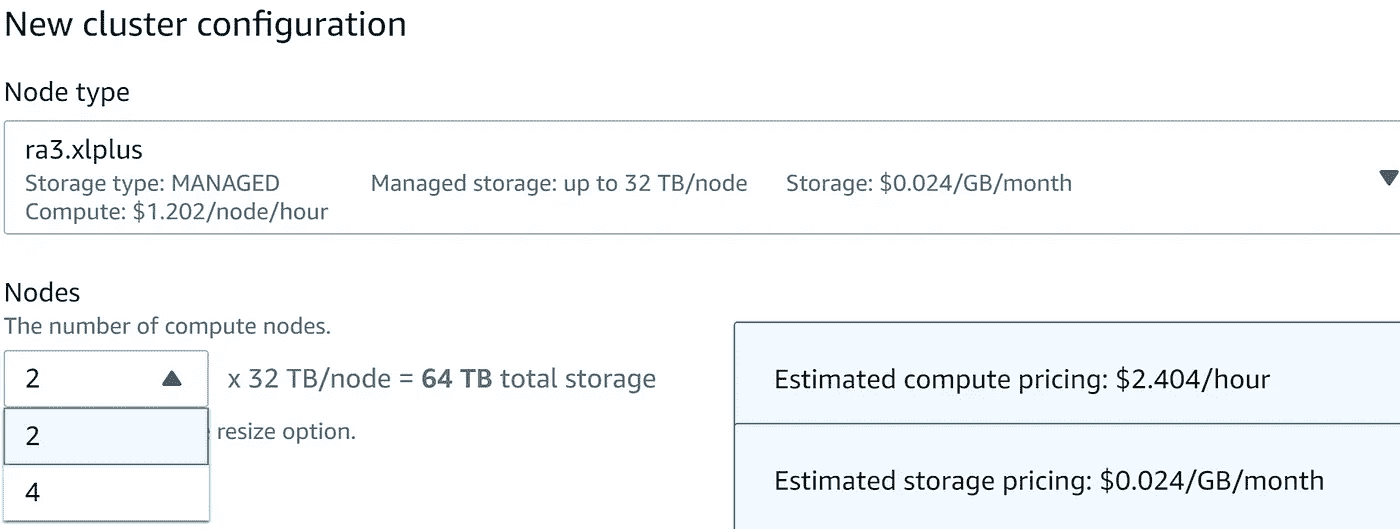 New cluster configuration
Node type
ra3.xlplus
Storage type: MANAGED Managed storage: up to 32 TB/node Storage: $0.024/GB/month
Compute: $1.202/node/hour
Nodes
The number of compute nodes.
2 x 32 TB/node = 64 TB total storage
Estimated compute pricing: $2.404/hour
2 resize option.
4
Estimated storage pricing: $0.024/GB/month